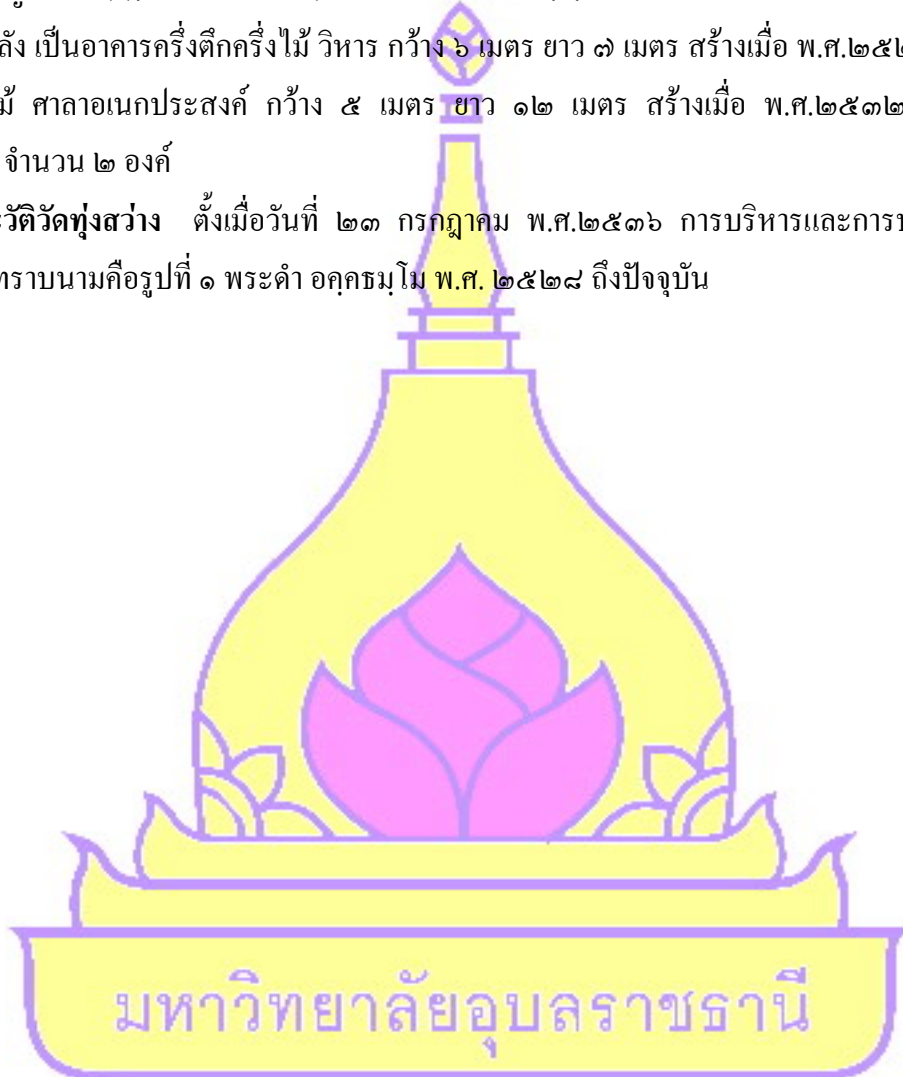 ลัง เป็นอาคารครึ่งตึกครึ่งไม้ วิหาร กว้าง ๖ เมตร ยาว ๗ เมตร สร้างเมื่อ พ.ศ.๒๕๒
ม้ ศาลาอเนกประสงค์ กว้าง ๕ เมตร ยาว ๑๒ เมตร สร้างเมื่อ พ.ศ.๒๕๓๒
จำนวน ๒ องค์
ะวัติวัดทุ่งสว่าง ตั้งเมื่อวันที่ ๒๓ กรกฎาคม พ.ศ.๒๕๓๖ การบริหารและการป
ทราบนามคือรูปที่ ๑ พระดำ อคฺคธมฺโม พ.ศ. ๒๕๒๘ ถึงปัจจุบัน
มหาวิทยาลัยอุบลราชธานี